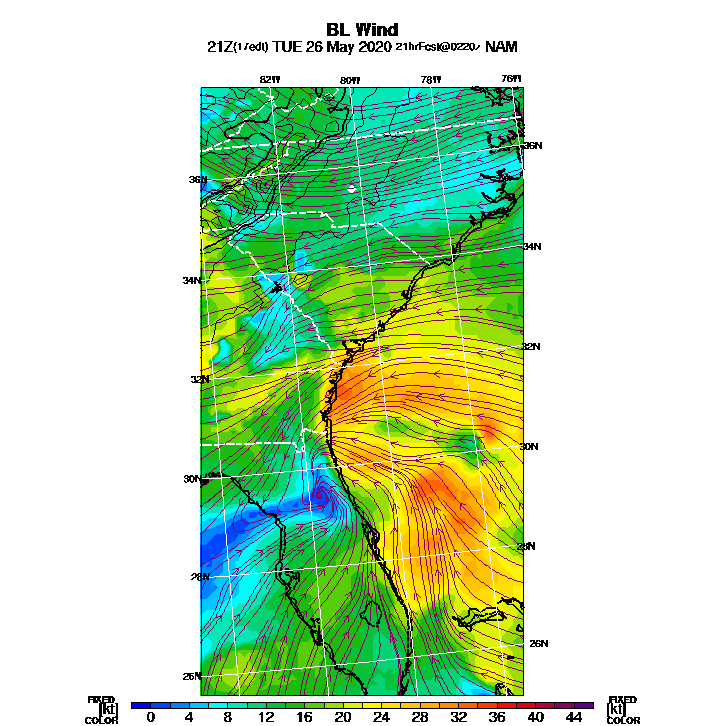 BL Wind
21Z(17edt) TUE 26 May 2020 21hrFcst@0220z NAM
82W 80W 78W 76W
36N
36N
34N
34N
32N
32N
30N
30N
28N
28N
26N
26N
FIXED FIXED
[kt] 0 4 8 12 16 20 24 28 32 36 40 44 [kt]
COLOR COLOR